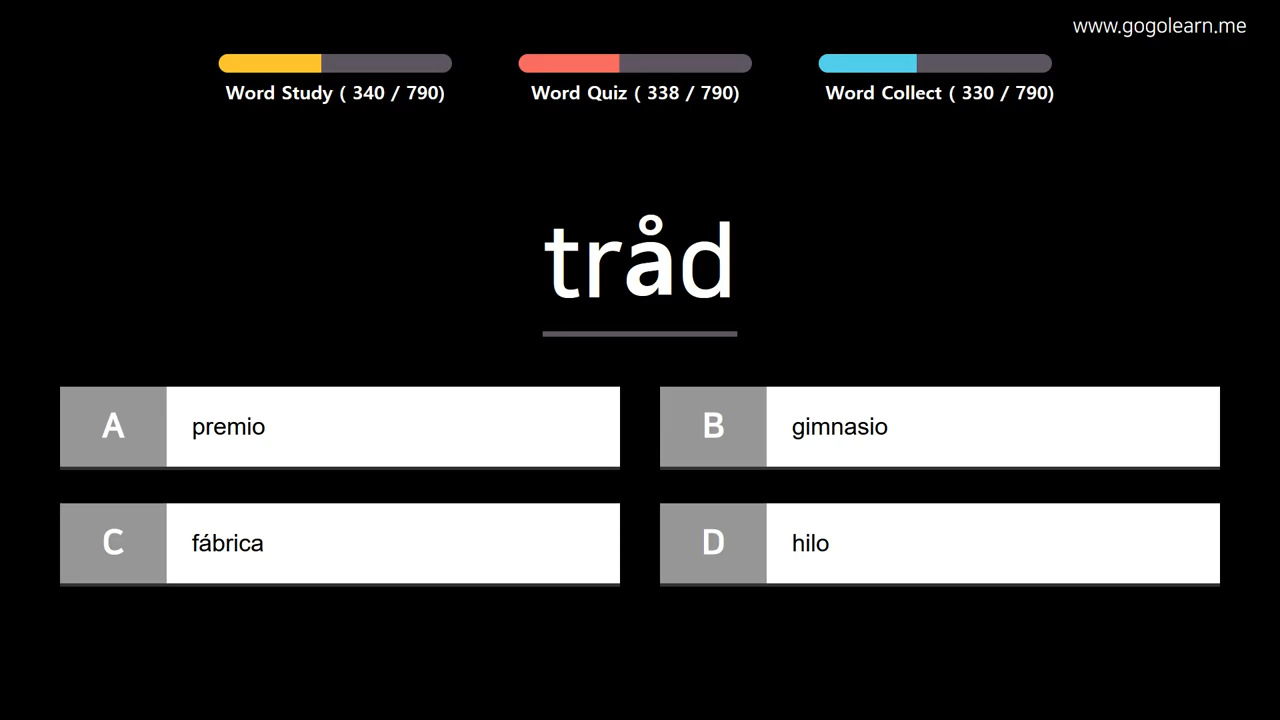 www.gogolearn.me
Word Study ( 340 / 790)
Word Quiz ( 338 / 790)
Word Collect ( 330 / 790)
tråd
A premio
B gimnasio
C fábrica
D hilo